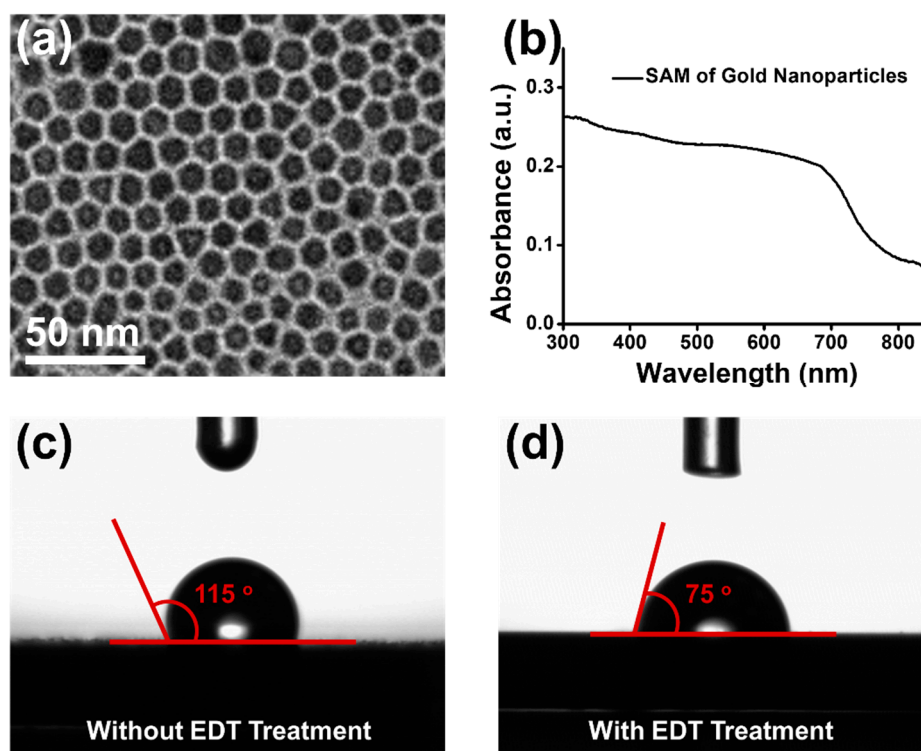 (a)
50 nm
(b)
SAM of Gold Nanoparticles
Absorbance (a.u.)
0.3
0.2
0.1
0.0
300 400 500 600 700 800
Wavelength (nm)
(c)
115 °
Without EDT Treatment
(d)
75 °
With EDT Treatment